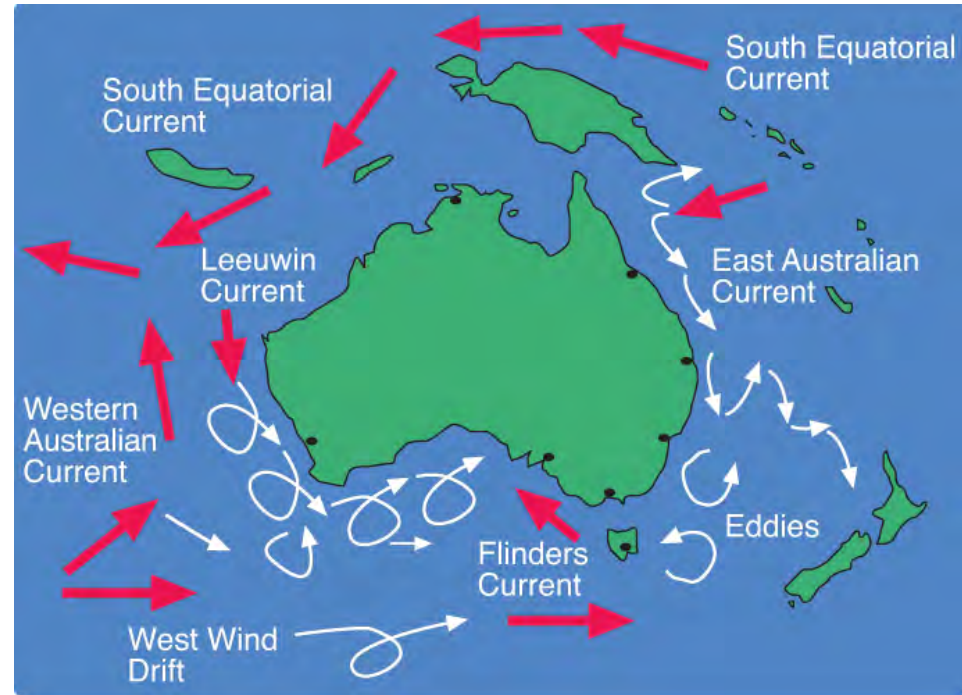 South Equatorial
Current
South Equatorial
Current
Leeuwin
Current
East Australian
Current
Western
Australian
Current
Eddies
Flinders
Current
West Wind
Drift